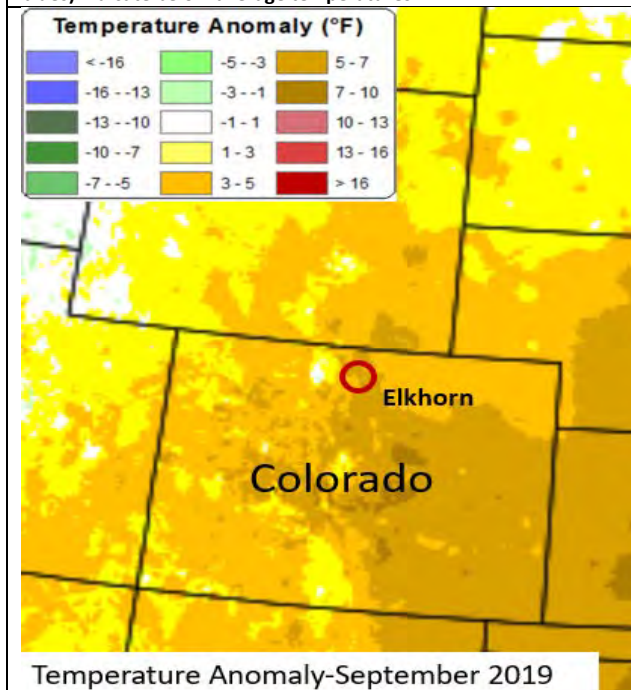 Temperature Anomaly (°F)
< -16 -5 - -3 5 - 7
-16 - -13 -3 - -1 7 - 10
-13 - -10 -1 - 1 10 - 13
-10 - -7 1 - 3 13 - 16
-7 - -5 3 - 5 > 16
Elkhorn
Colorado
Temperature Anomaly-September 2019